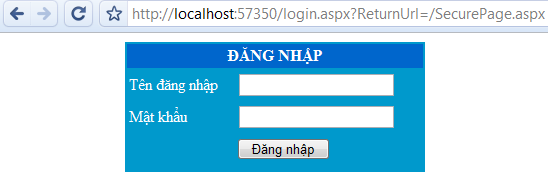 http://localhost:57350/login.aspx?ReturnUrl=/SecurePage.aspx
ĐĂNG NHẬP
Tên đăng nhập
Mật khẩu
Đăng nhập